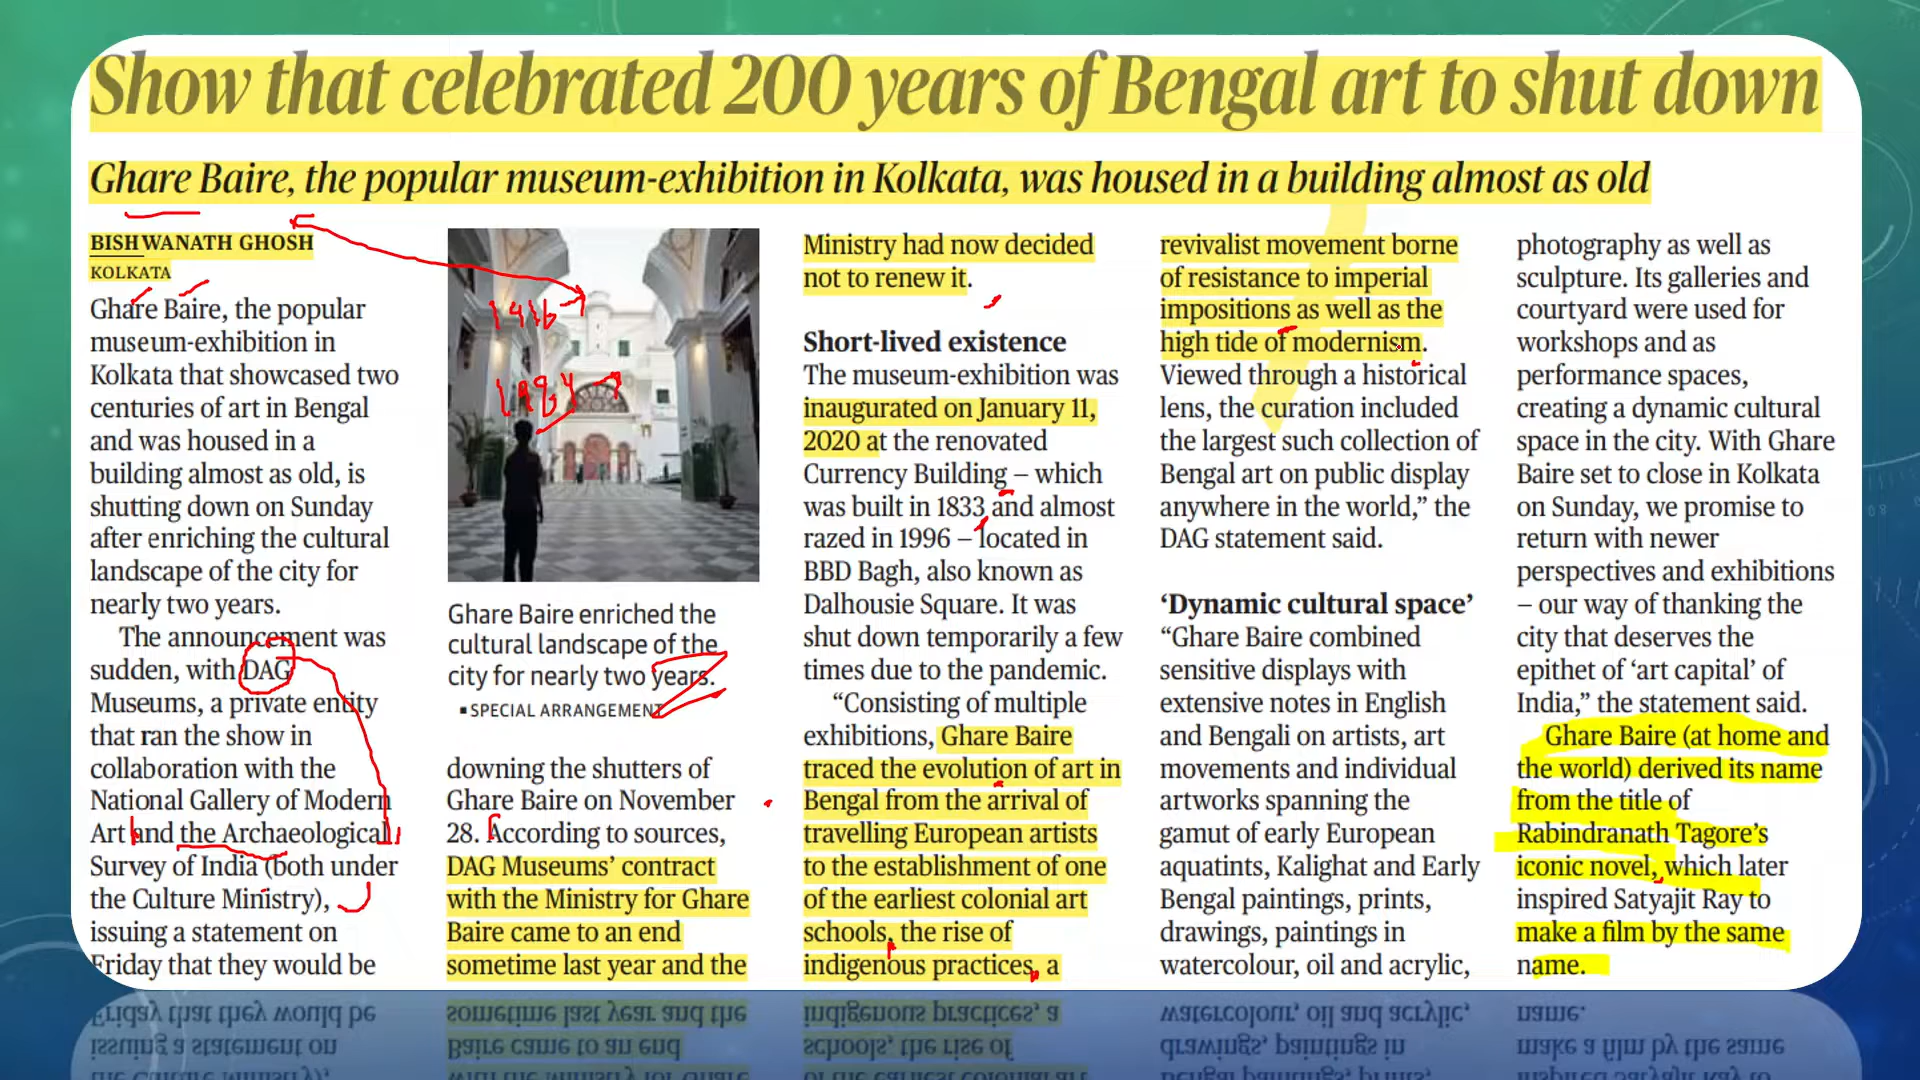 Show that celebrated 200 years of Bengal art to shut down
Ghare Baire, the popular museum-exhibition in Kolkata, was housed in a building almost as old
BISHWANATH GHOSH
KOLKATA
Ghare Baire, the popular
museum-exhibition in
Kolkata that showcased two
centuries of art in Bengal
and was housed in a
building almost as old, is
shutting down on Sunday
after enriching the cultural
landscape of the city for
nearly two years.
The announcement was
sudden, with DAG
Museums, a private entity
that ran the show in
collaboration with the
National Gallery of Modern
Art and the Archaeological
Survey of India (both under
the Culture Ministry),
issuing a statement on
Friday that they would be
1916
1984
Ghare Baire enriched the
cultural landscape of the
city for nearly two years.
▪ SPECIAL ARRANGEMENT
downing the shutters of
Ghare Baire on November
28. According to sources,
DAG Museums’ contract
with the Ministry for Ghare
Baire came to an end
sometime last year and the
Ministry had now decided
not to renew it.
Short-lived existence
The museum-exhibition was
inaugurated on January 11,
2020 at the renovated
Currency Building – which
was built in 1833 and almost
razed in 1996 – located in
BBD Bagh, also known as
Dalhousie Square. It was
shut down temporarily a few
times due to the pandemic.
“Consisting of multiple
exhibitions, Ghare Baire
traced the evolution of art in
Bengal from the arrival of
travelling European artists
to the establishment of one
of the earliest colonial art
schools, the rise of
indigenous practices, a
revivalist movement borne
of resistance to imperial
impositions as well as the
high tide of modernism.
Viewed through a historical
lens, the curation included
the largest such collection of
Bengal art on public display
anywhere in the world,” the
DAG statement said.
‘Dynamic cultural space’
“Ghare Baire combined
sensitive displays with
extensive notes in English
and Bengali on artists, art
movements and individual
artworks spanning the
gamut of early European
aquatints, Kalighat and Early
Bengal paintings, prints,
drawings, paintings in
watercolour, oil and acrylic,
photography as well as
sculpture. Its galleries and
courtyard were used for
workshops and as
performance spaces,
creating a dynamic cultural
space in the city. With Ghare
Baire set to close in Kolkata
on Sunday, we promise to
return with newer
perspectives and exhibitions
– our way of thanking the
city that deserves the
epithet of ‘art capital’ of
India,” the statement said.
Ghare Baire (at home and
the world) derived its name
from the title of
Rabindranath Tagore’s
iconic novel, which later
inspired Satyajit Ray to
make a film by the same
name.